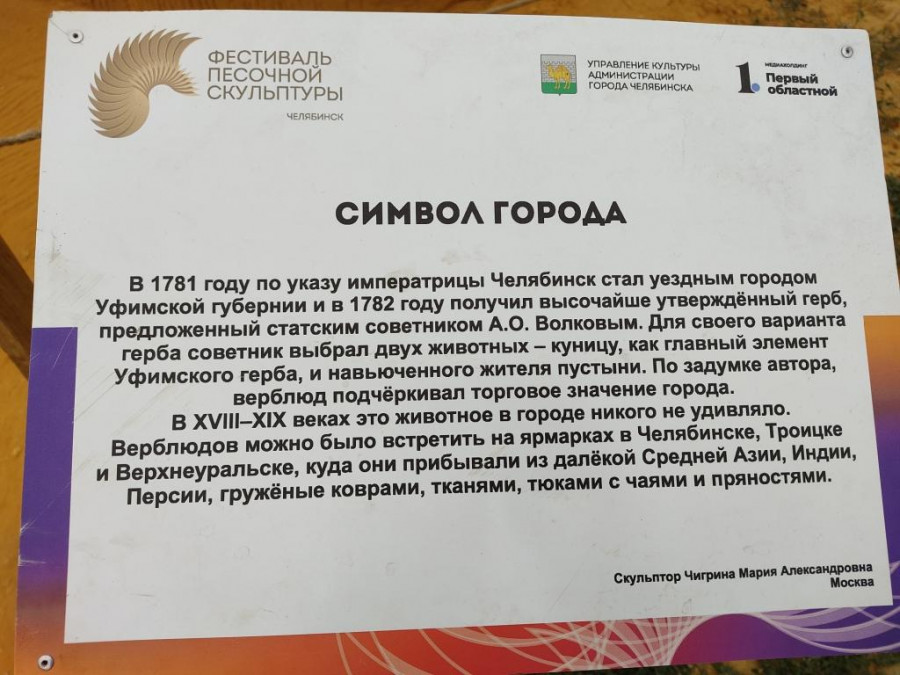 ФЕСТИВАЛЬ
ПЕСОЧНОЙ
СКУЛЬПТУРЫ
ЧЕЛЯБИНСК
УПРАВЛЕНИЕ КУЛЬТУРЫ
АДМИНИСТРАЦИИ
ГОРОДА ЧЕЛЯБИНСКА
1.
МЕДИАХОЛДИНГ
Первый
областной
СИМВОЛ ГОРОДА
В 1781 году по указу императрицы Челябинск стал уездным городом
Уфимской губернии и в 1782 году получил высочайше утверждённый герб,
предложенный статским советником А.О. Волковым. Для своего варианта
герба советник выбрал двух животных – куницу, как главный элемент
Уфимского герба, и навьюченного жителя пустыни. По задумке автора,
верблюд подчёркивал торговое значение города.
В XVIII–XIX веках это животное в городе никого не удивляло.
Верблюдов можно было встретить на ярмарках в Челябинске, Троицке
и Верхнеуральске, куда они прибывали из далёкой Средней Азии, Индии,
Персии, гружёные коврами, тканями, тюками с чаями и пряностями.
Скульптор Чигрина Мария Александровна
Москва